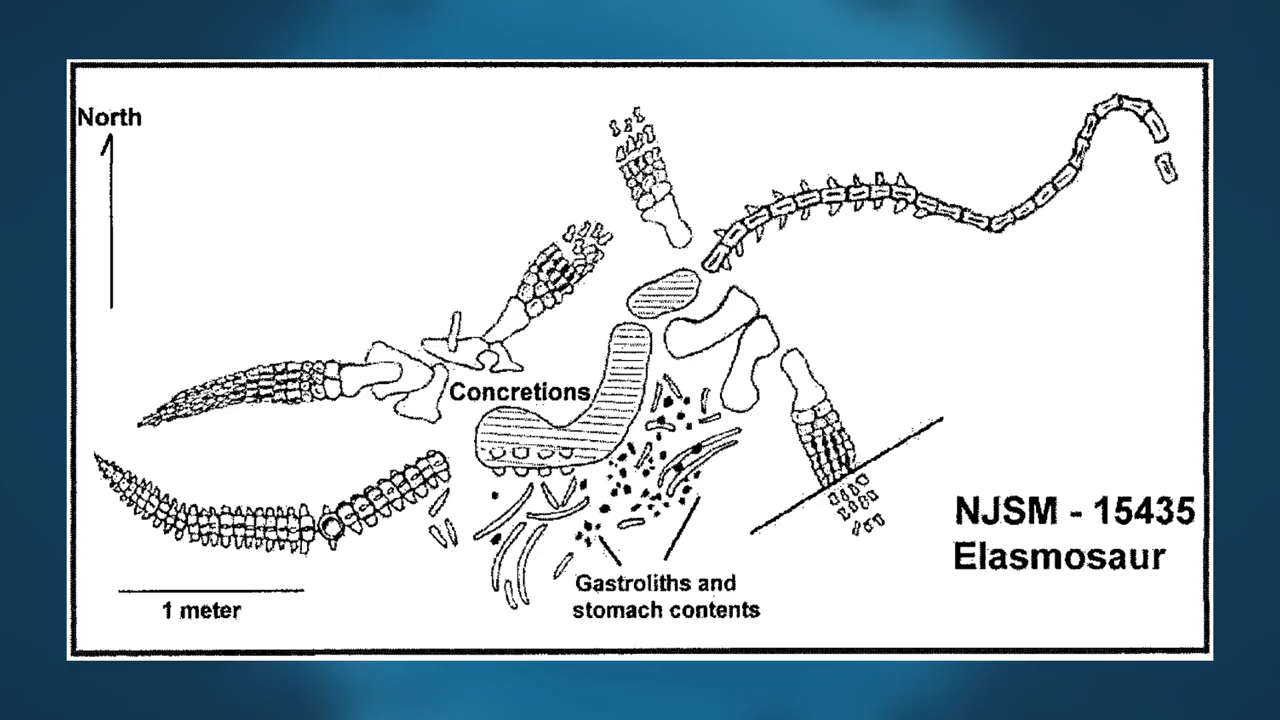 North
Concretions
NJSM - 15435
Elasmosaur
Gastroliths and
stomach contents
1 meter